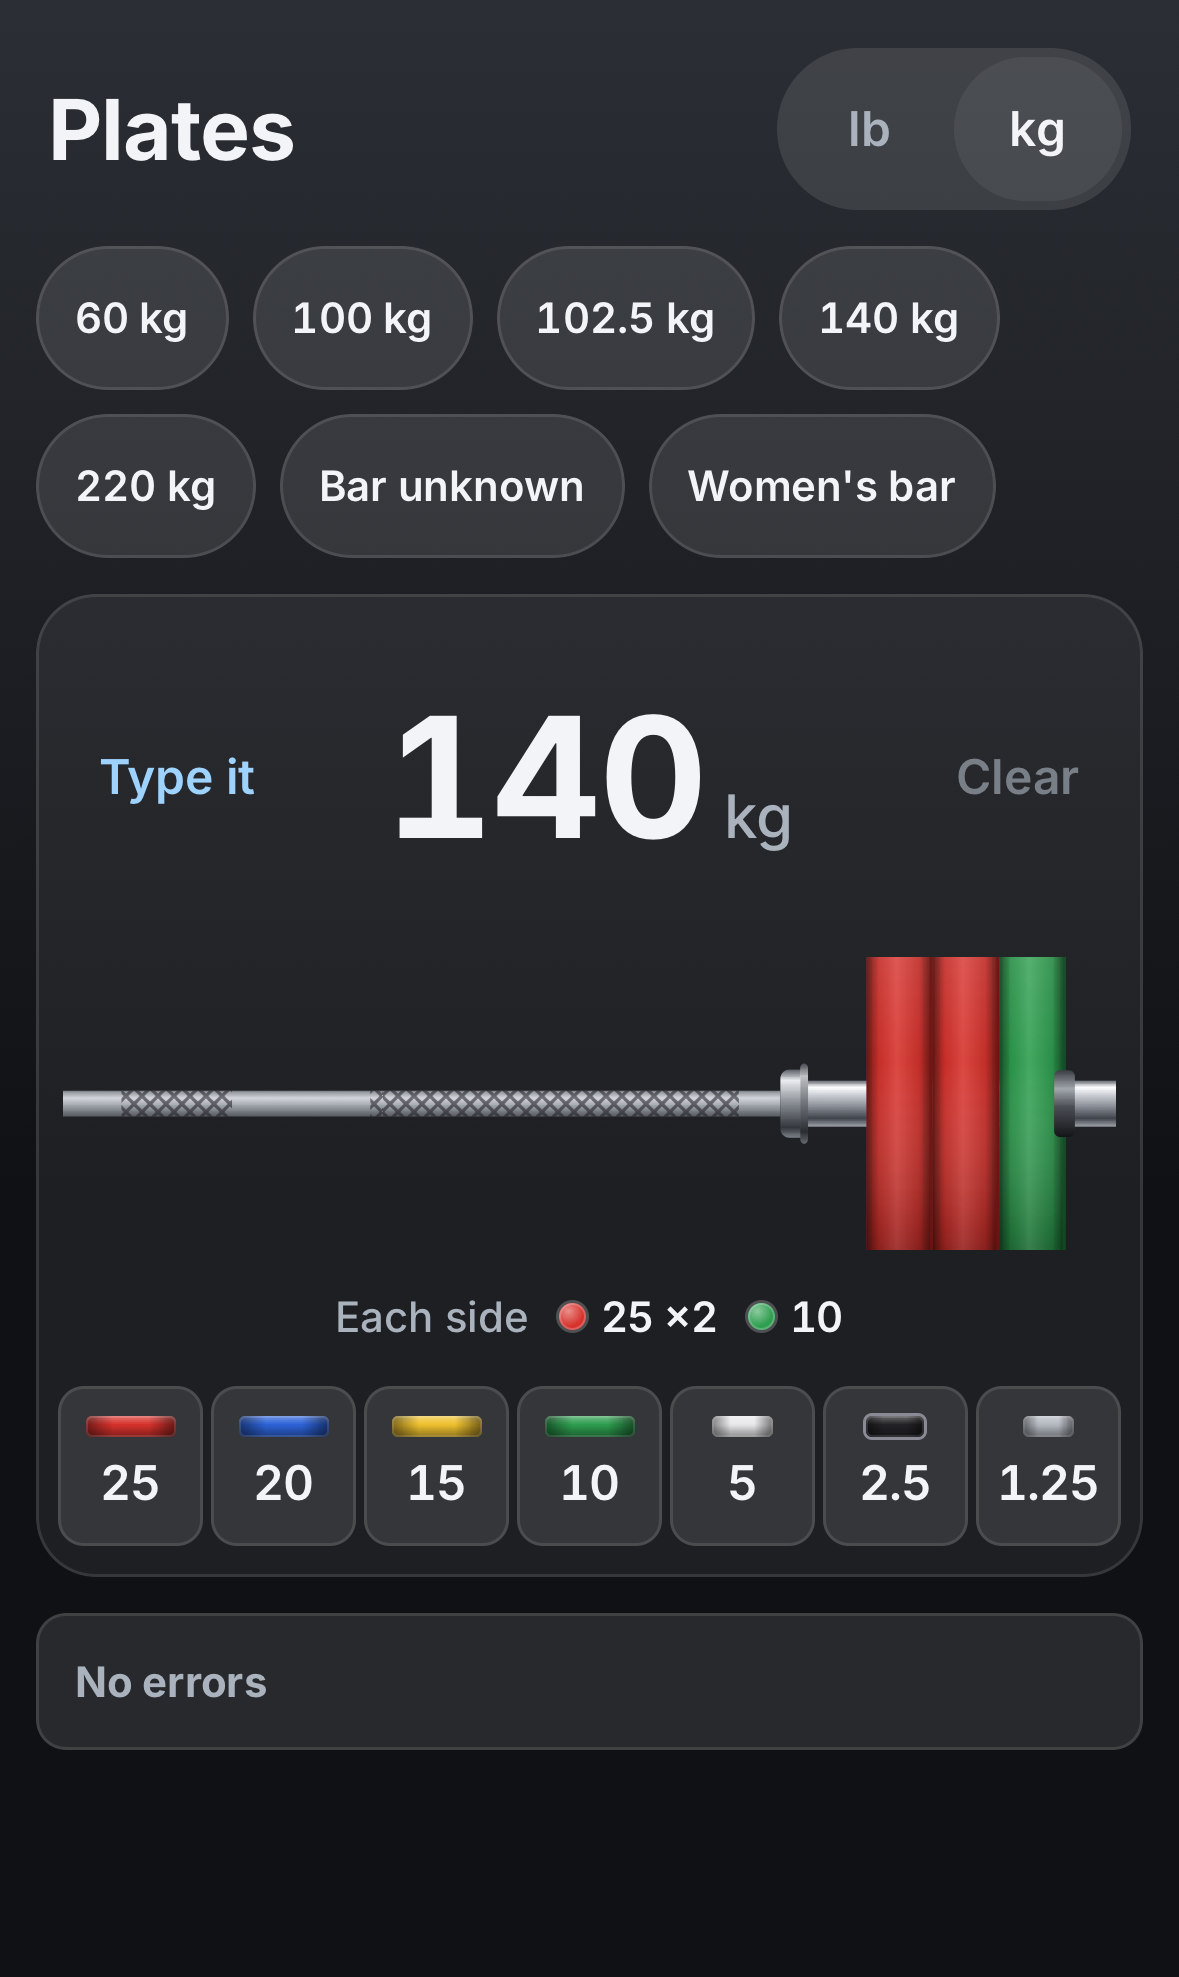 Plates
lb kg
60 kg 100 kg 102.5 kg 140 kg
220 kg Bar unknown Women's bar
Type it 140 kg Clear
Each side 25 ×2 10
25 20 15 10 5 2.5 1.25
No errors